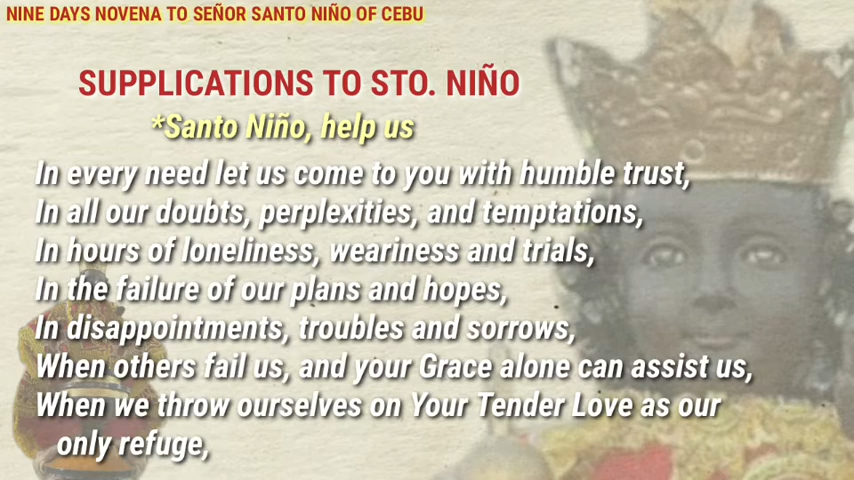 NINE DAYS NOVENA TO SEÑOR SANTO NIÑO OF CEBU
SUPPLICATIONS TO STO. NIÑO
*Santo Niño, help us
In every need let us come to you with humble trust,
In all our doubts, perplexities, and temptations,
In hours of loneliness, weariness and trials,
In the failure of our plans and hopes,
In disappointments, troubles and sorrows,
When others fail us, and your Grace alone can assist us,
When we throw ourselves on Your Tender Love as our
only refuge,